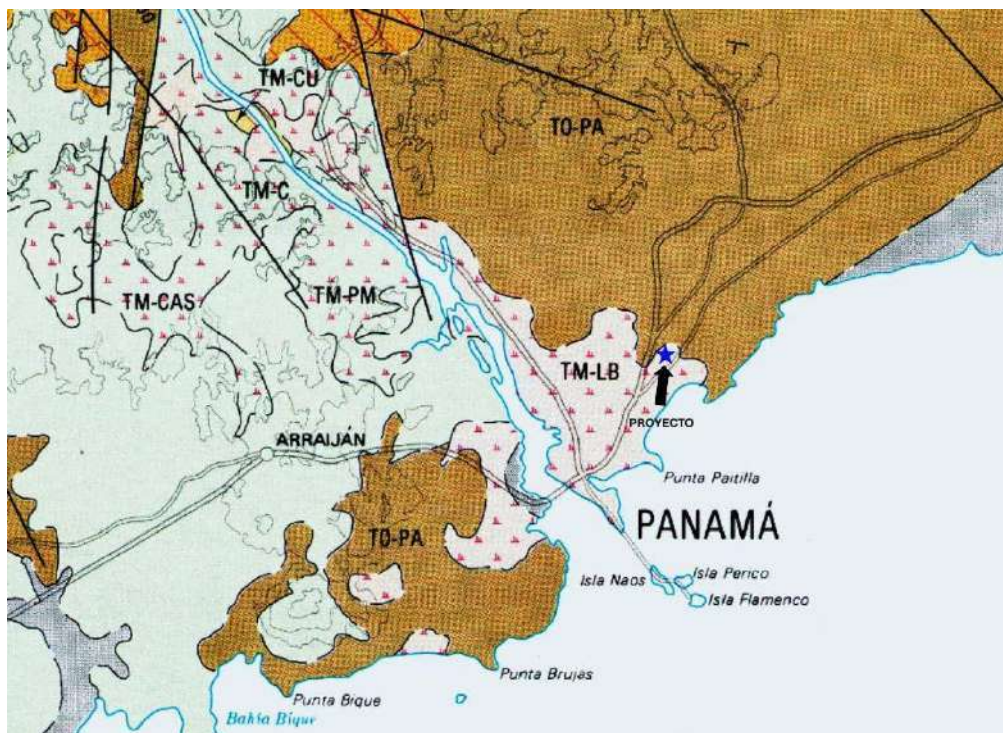 TM-CU
TO-PA
TM-C
TM-CAS
TM-PM
TM-LB
PROYECTO
ARRAIJÁN
Punta Paitilla
PANAMÁ
TO-PA
Isla Naos
Isla Perico
Isla Flamenco
Punta Brujas
Punta Bique
Bahía Bique